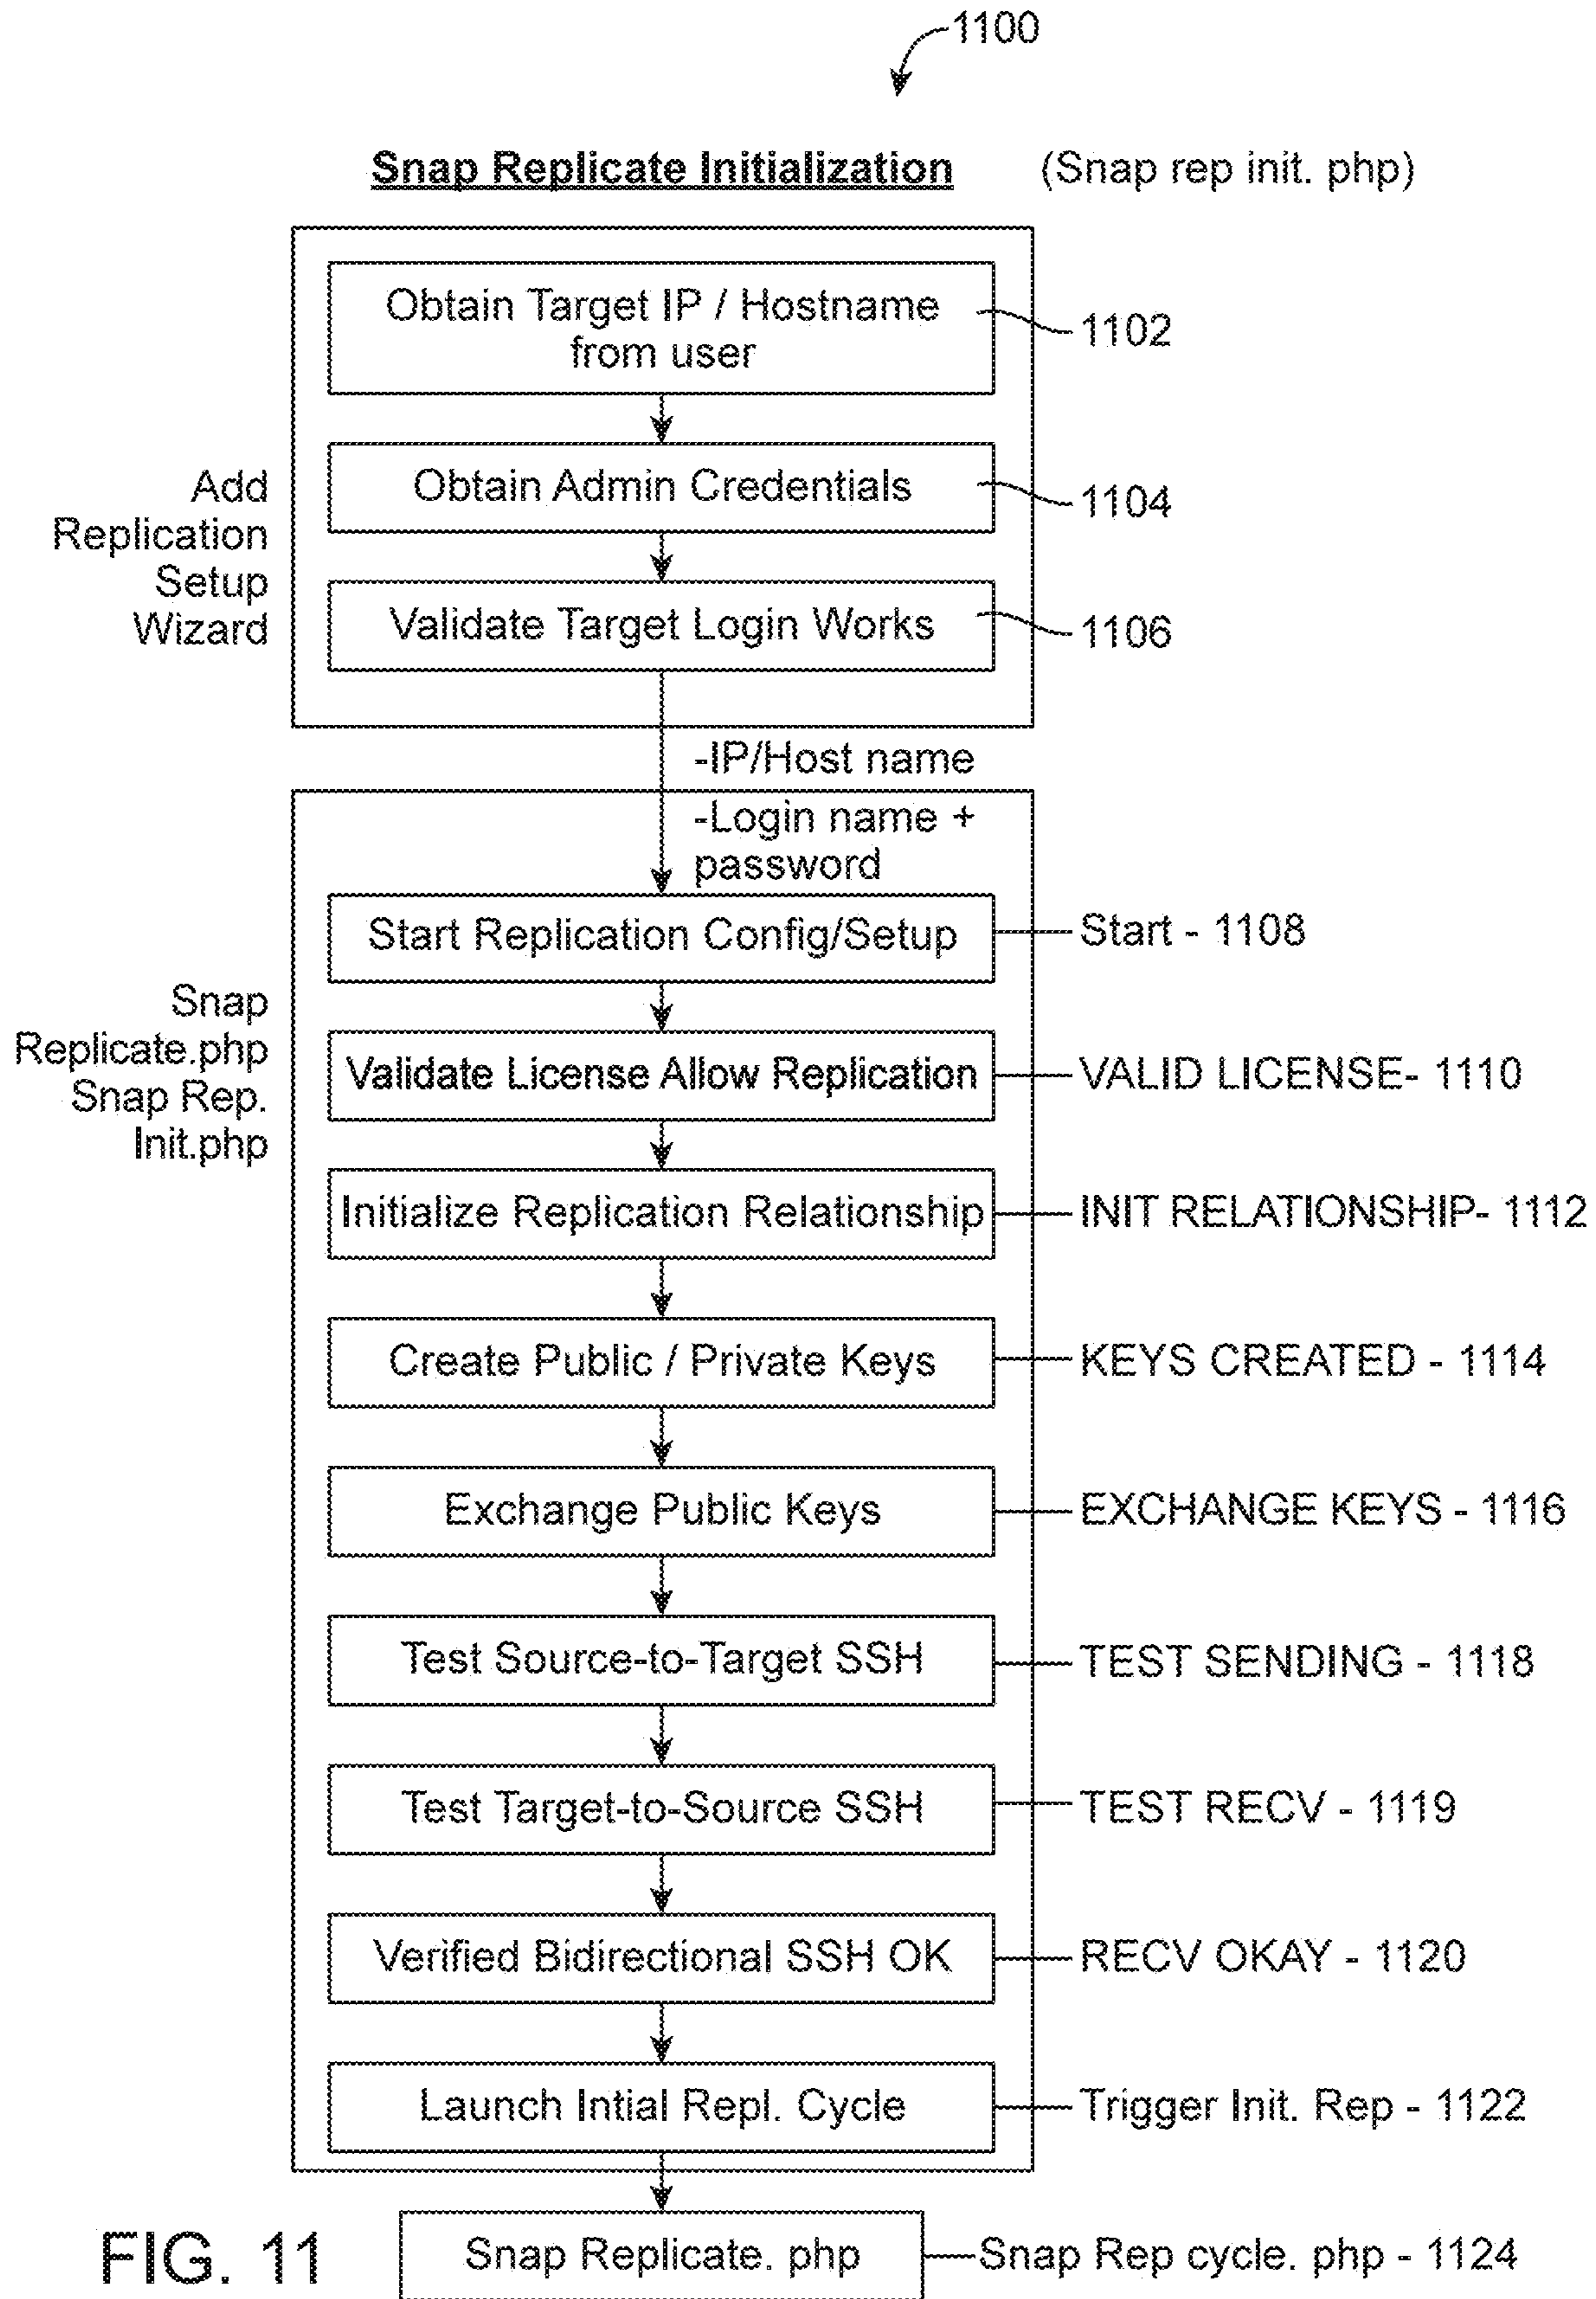 1100
Snap Replicate Initialization (Snap rep init. php)
Obtain Target IP / Hostname
from user
1102
Obtain Admin Credentials
1104
Validate Target Login Works
1106
Add
Replication
Setup
Wizard
-IP/Host name
-Login name +
password
Start Replication Config/Setup
Start - 1108
Snap
Replicate.php
Snap Rep.
Init.php
Validate License Allow Replication
VALID LICENSE- 1110
Initialize Replication Relationship
INIT RELATIONSHIP- 1112
Create Public / Private Keys
KEYS CREATED - 1114
Exchange Public Keys
EXCHANGE KEYS - 1116
Test Source-to-Target SSH
TEST SENDING - 1118
Test Target-to-Source SSH
TEST RECV - 1119
Verified Bidirectional SSH OK
RECV OKAY - 1120
Launch Intial Repl. Cycle
Trigger Init. Rep - 1122
Snap Replicate. php
Snap Rep cycle. php - 1124
FIG. 11